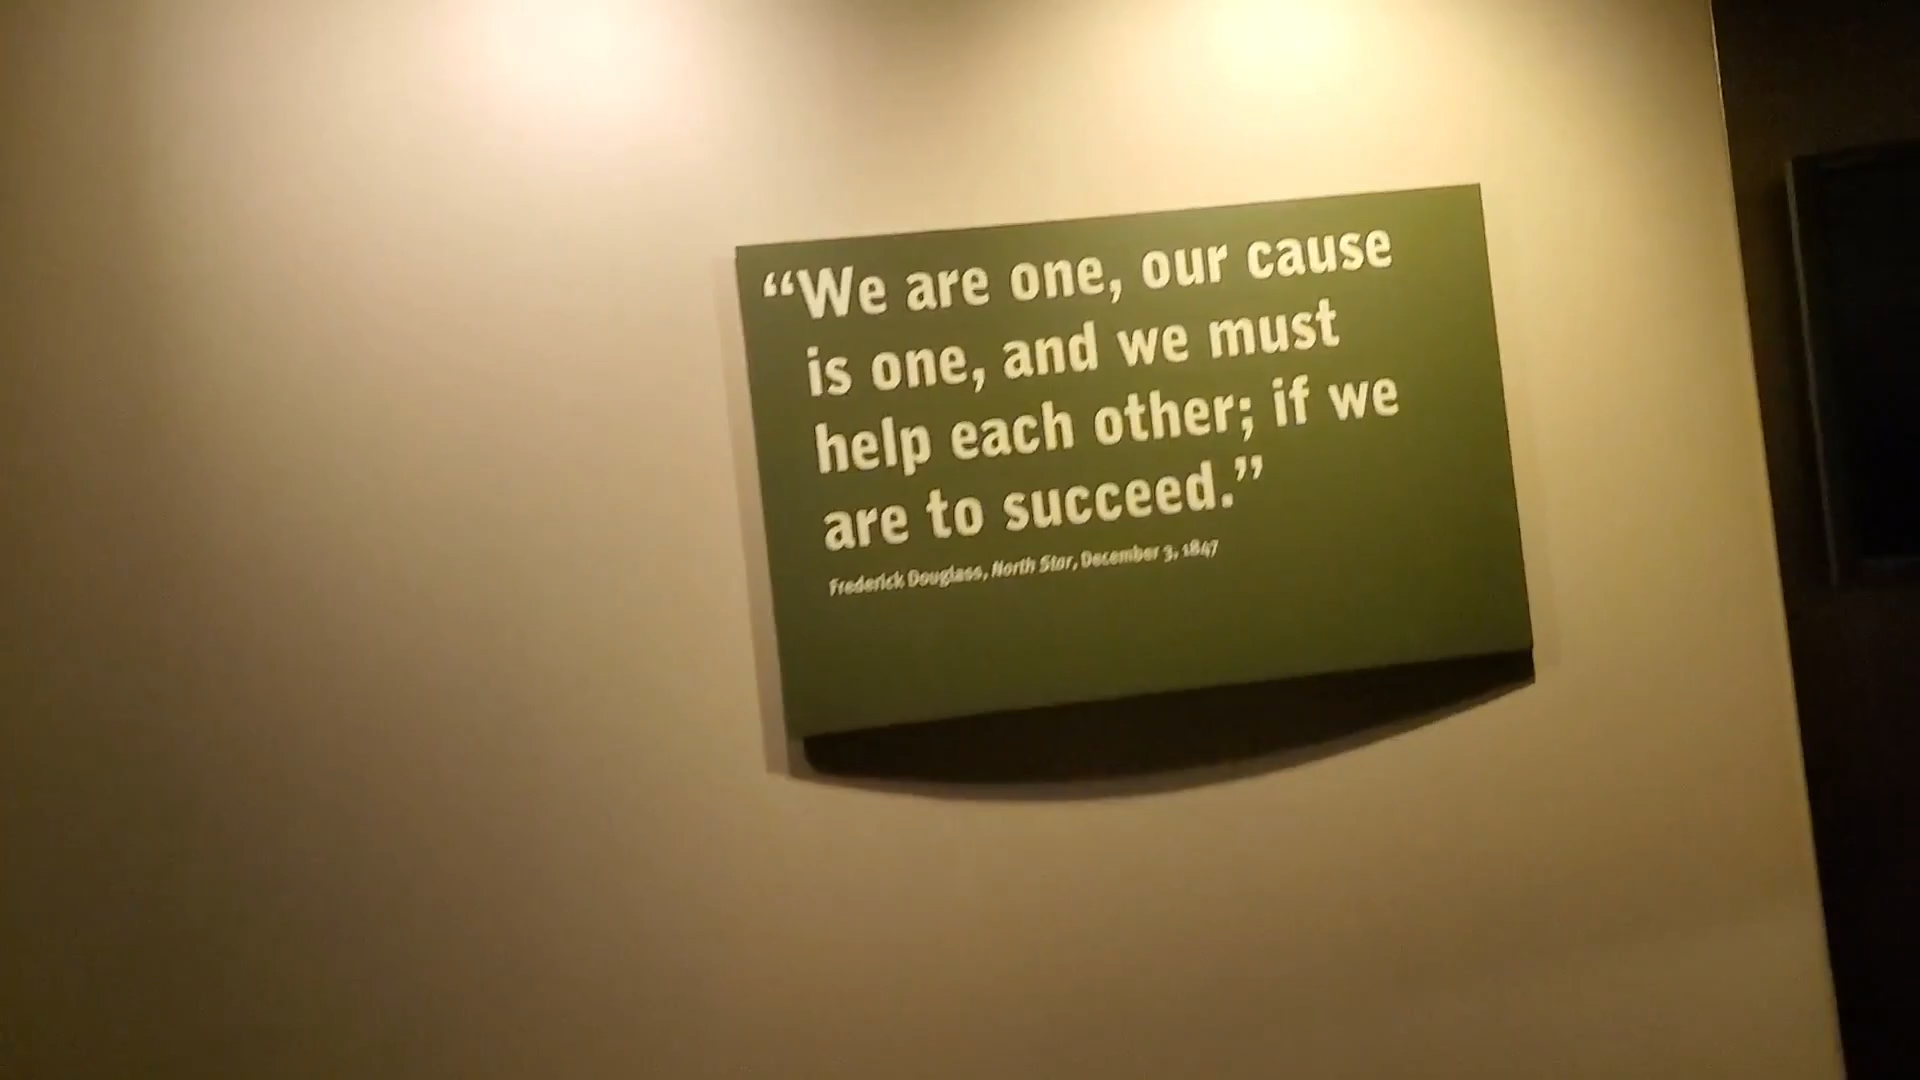 “We are one, our cause
is one, and we must
help each other; if we
are to succeed.”
Frederick Douglass, North Star, December 3, 1847